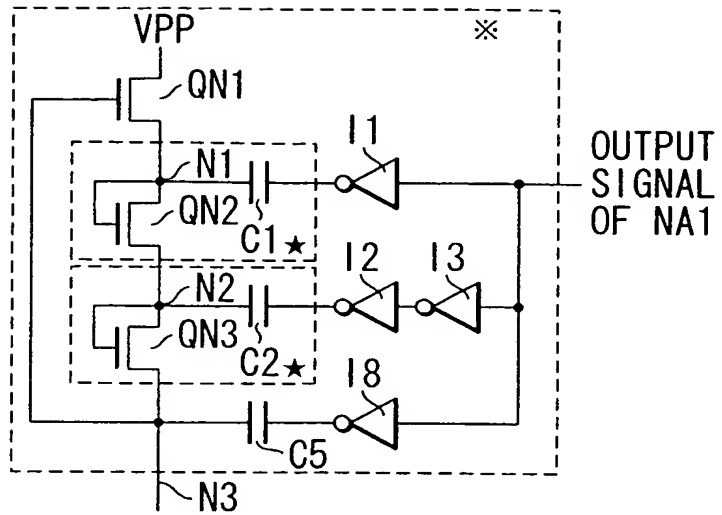 VPP
※
QN1
N1
I1
OUTPUT
SIGNAL
OF NA1
QN2
C1★
N2
I2
I3
QN3
C2★
I8
C5
N3